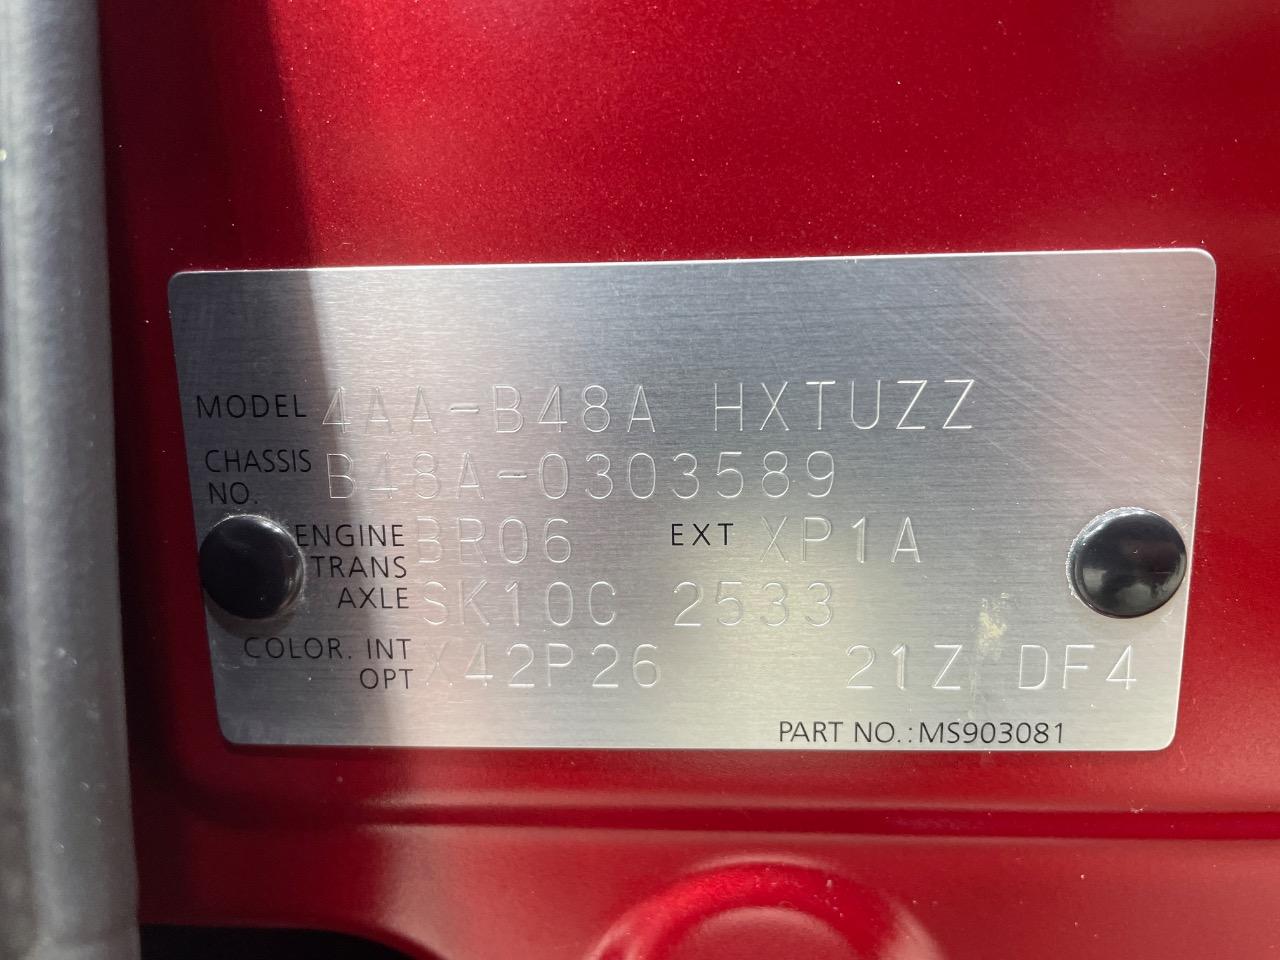 MODEL 4AA-B48A HXTUZZ
CHASSIS NO. B48A-0303589
ENGINE BR06 EXT XP1A
TRANS AXLE SK10C 2533
COLOR. INT OPT X42P26 21Z DF4
PART NO.: MS903081